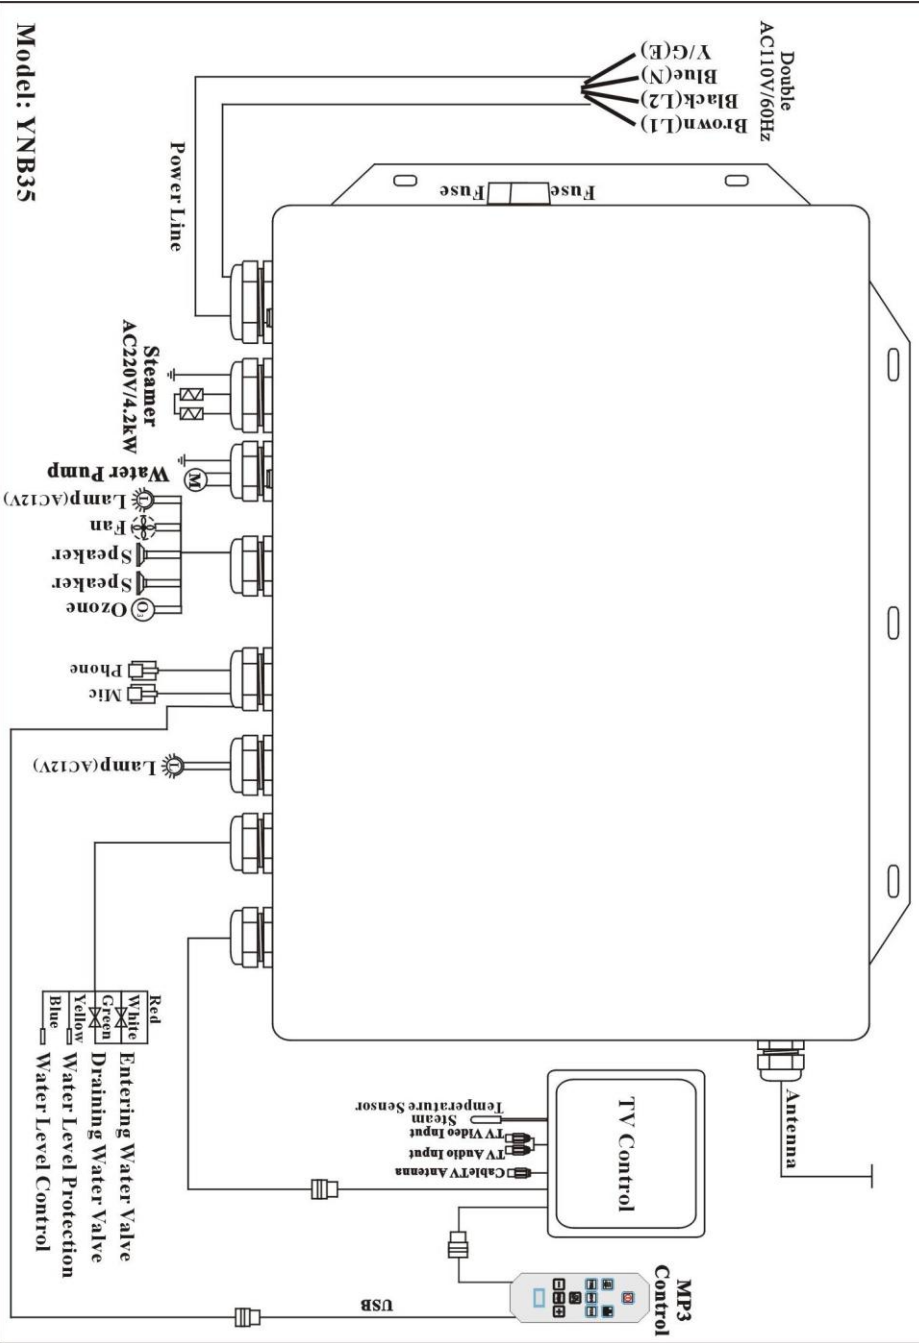 Model: YNB35
Double
AC110V/60Hz
Y/G(E)
Blue(N)
Black(L2)
Brown(L1)
Power Line
Fuse
Fuse
Steamer
AC220V/4.2kW
Water Pump
M
Lamp(AC12V)
Fan
Speaker
Speaker
Ozone
O3
Phone
Mic
Lamp(AC12V)
Red
White
Green
Yellow
Blue
Entering Water Valve
Draining Water Valve
Water Level Protection
Water Level Control
Antenna
TV Control
Steam
Temperature Sensor
TV Video Input
TV Audio Input
CableTV Antenna
MP3
Control
USB